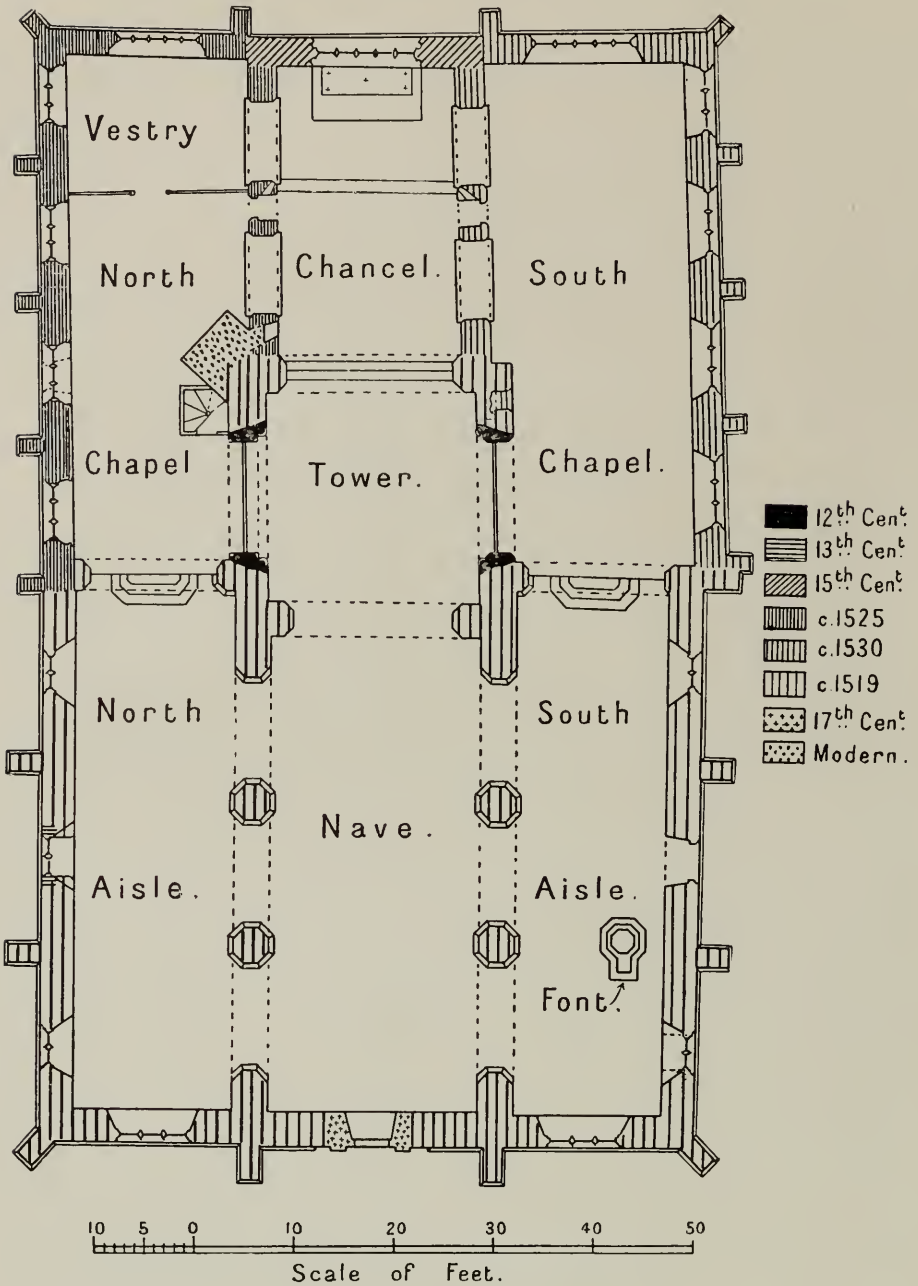 Vestry
North
Chancel.
South
Chapel
Tower.
Chapel.
12th Cent.
13th Cent.
15th Cent.
c.1525
c.1530
c.1519
17th Cent.
Modern.
North
South
Nave.
Aisle.
Aisle.
Font.
10 5 0 10 20 30 40 50
Scale of Feet.